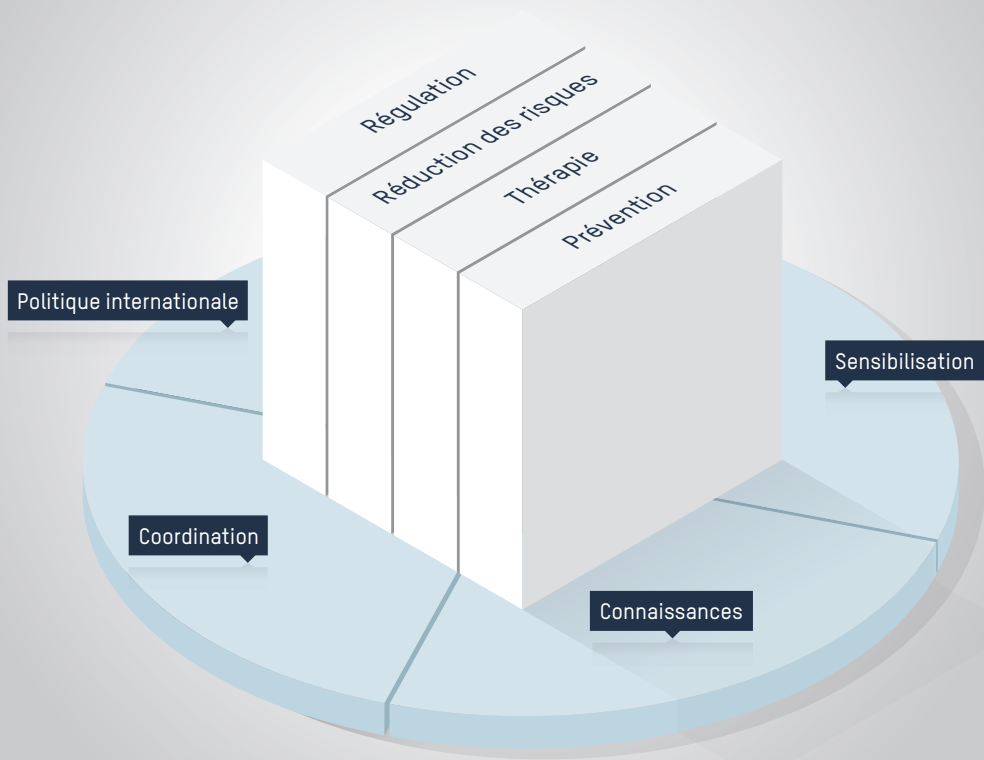 Régulation
Réduction des risques
Thérapie
Prévention
Politique internationale
Sensibilisation
Coordination
Connaissances